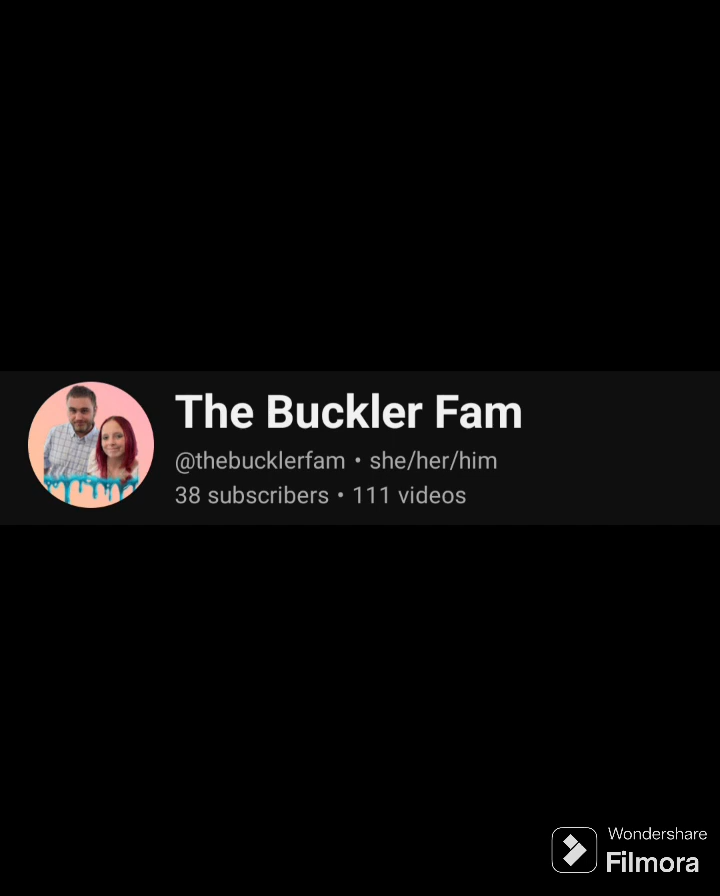 The Buckler Fam
@thebucklerfam • she/her/him
38 subscribers • 111 videos
Wondershare
Filmora